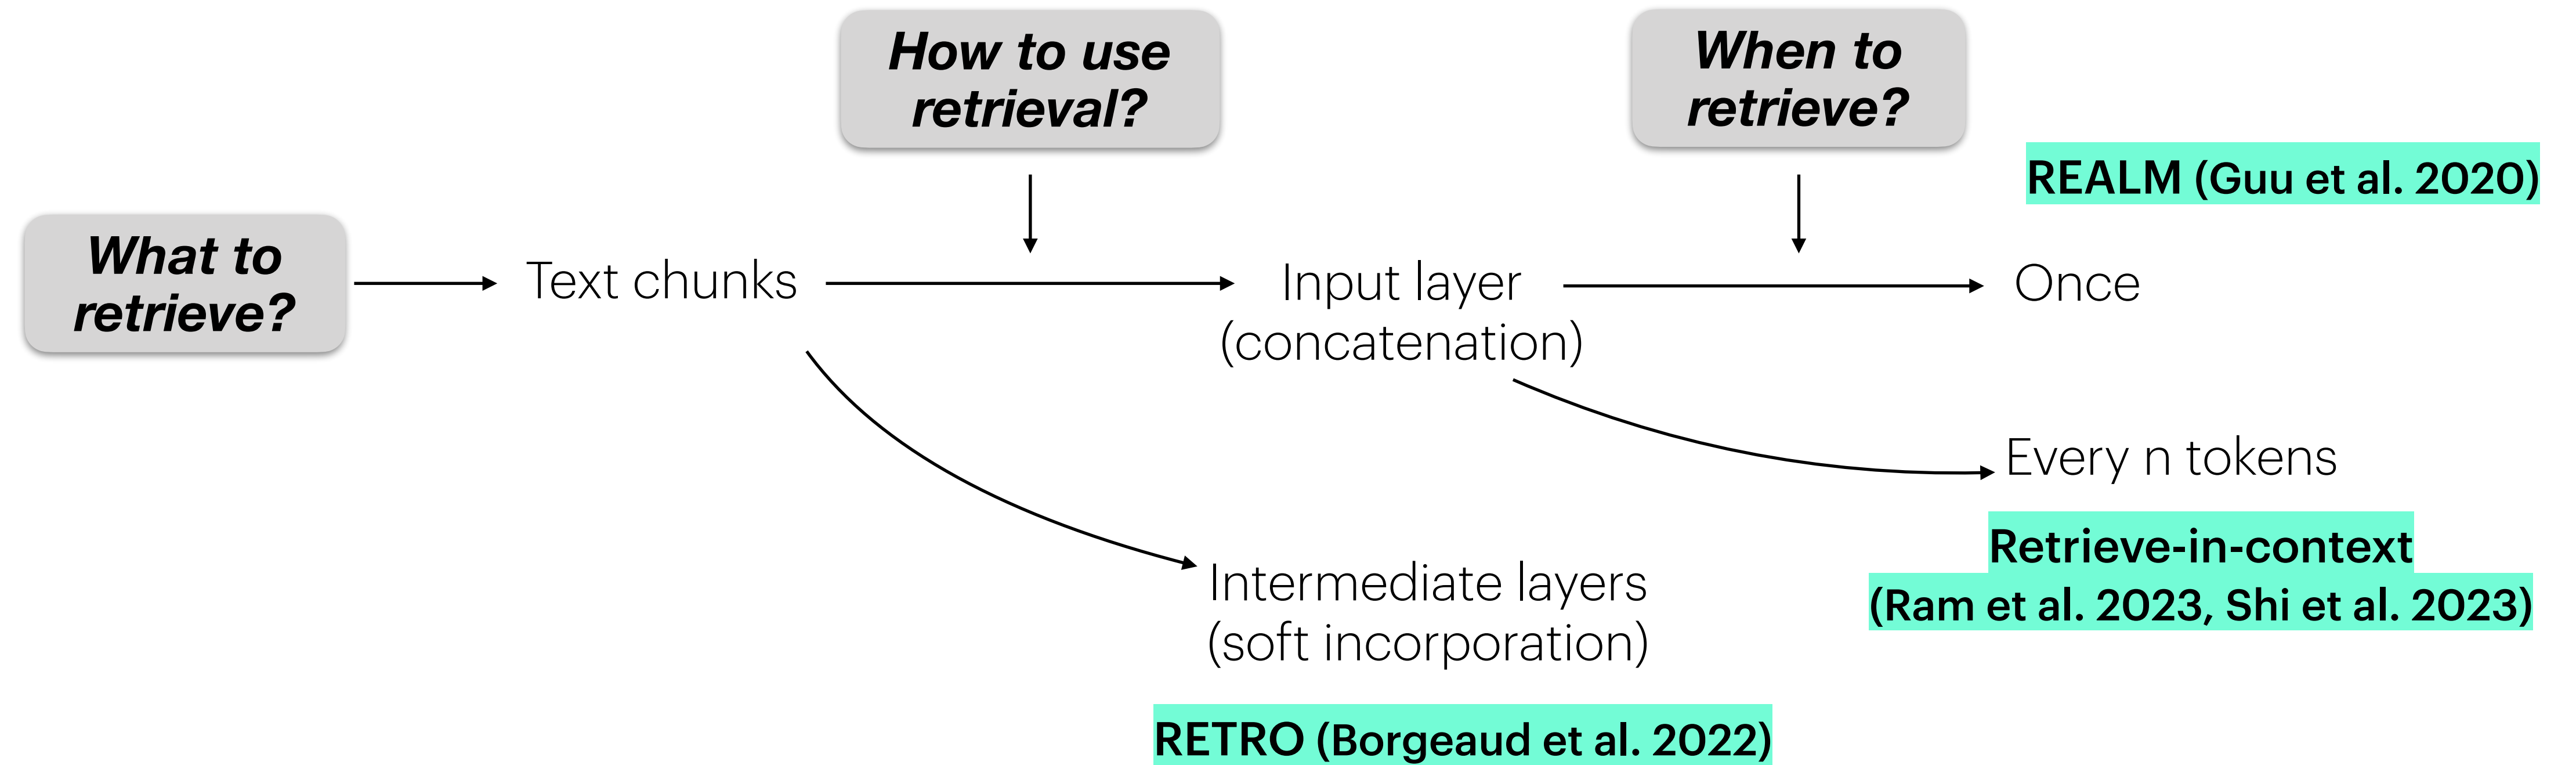 How to use
retrieval?
When to
retrieve?
REALM (Guu et al. 2020)
What to
retrieve?
Text chunks
Input layer
(concatenation)
Once
Every n tokens
Retrieve-in-context
(Ram et al. 2023, Shi et al. 2023)
Intermediate layers
(soft incorporation)
RETRO (Borgeaud et al. 2022)